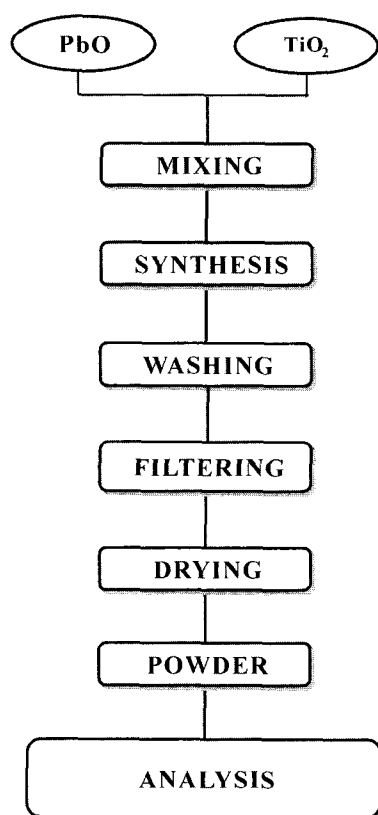 PbO
TiO₂
MIXING
SYNTHESIS
WASHING
FILTERING
DRYING
POWDER
ANALYSIS